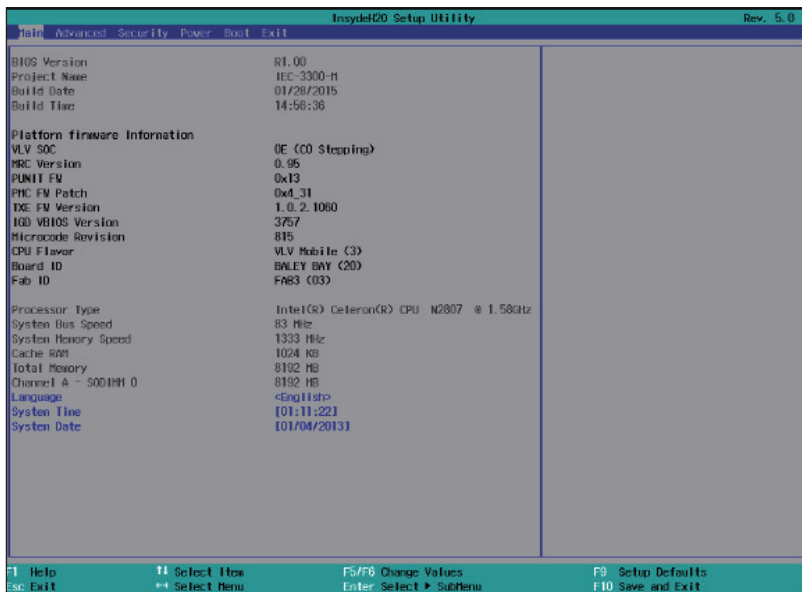 InsydeH20 Setup Utility Rev. 5.0
Main Advanced Security Power Boot Exit
BIOS Version R1.00
Project Name IEC-3300-M
Build Date 01/28/2015
Build Time 14:56:36
Platform firmware Information
VLV SOC 0E (C0 Stepping)
MRC Version 0.95
PUNIT FW 0x13
PMC FW Patch 0x4_31
TXE FW Version 1.0.2.1060
IGD VBIOS Version 3757
Microcode Revision 815
CPU Flavor VLV Mobile (3)
Board ID BALEY BAY (20)
Fab ID FAB3 (03)
Processor Type Intel(R) Celeron(R) CPU N2807 @ 1.58GHz
System Bus Speed 83 MHz
System Memory Speed 1333 MHz
Cache RAM 1024 KB
Total Memory 8192 MB
Channel A - SODIMM 0 8192 MB
Language <English>
System Time [01:11:22]
System Date [01/04/2013]
F1 Help ↑↓ Select Item F5/F6 Change Values F9 Setup Defaults
Esc Exit ↔ Select Menu Enter Select ▶ SubMenu F10 Save and Exit